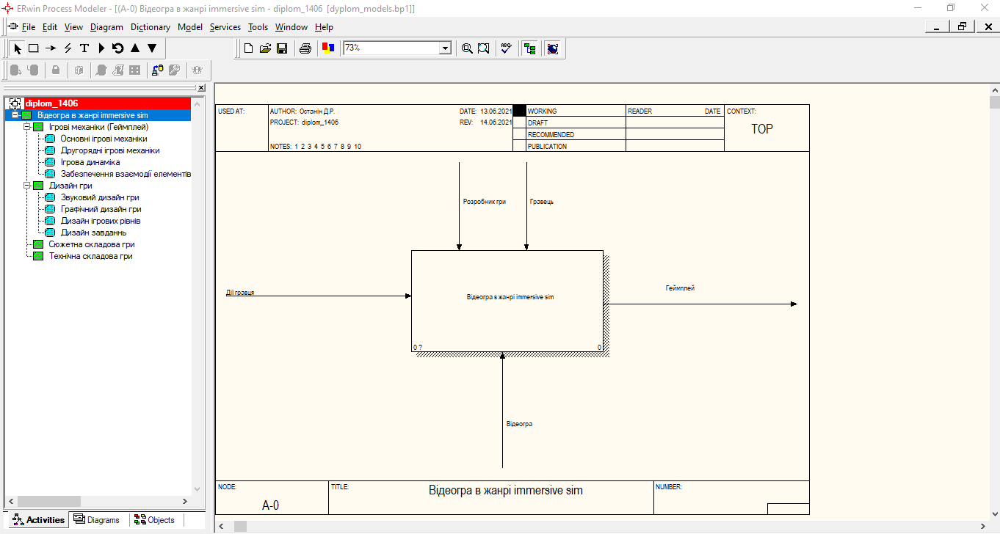 ERwin Process Modeler - [(A-0) Відеогра в жанрі immersive sim - diplom_1406 [dyplom_models.bp1]]
File Edit View Diagram Dictionary Model Services Tools Window Help
73%
diplom_1406
Відеогра в жанрі immersive sim
Ігрові механіки (Геймплей)
Основні ігрові механіки
Другорядні ігрові механіки
Ігрова динаміка
Забезпечення взаємодії елементів
Дизайн гри
Звуковий дизайн гри
Графічний дизайн гри
Дизайн ігрових рівнів
Дизайн завданнь
Сюжетна складова гри
Технічна складова гри
Activities Diagrams Objects
USED AT: AUTHOR: Останін Д.Р. DATE: 13.06.2021 WORKING READER DATE CONTEXT:
PROJECT: diplom_1406 REV: 14.06.2021 DRAFT
TOP
RECOMMENDED
NOTES: 1 2 3 4 5 6 7 8 9 10 PUBLICATION
Розробник гри Гравець
Дії гравця
Відеогра в жанрі immersive sim
Геймплей
0 ? 0
Відеогра
NODE: TITLE: Відеогра в жанрі immersive sim NUMBER:
A-0